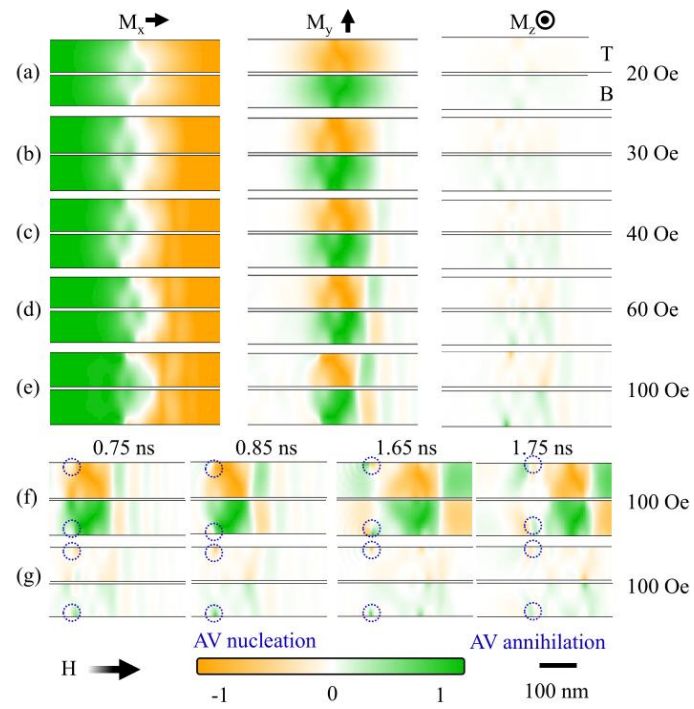 Mx My Mz
(a) T 20 Oe
B
(b) 30 Oe
(c) 40 Oe
(d) 60 Oe
(e) 100 Oe
0.75 ns 0.85 ns 1.65 ns 1.75 ns
(f) 100 Oe
(g) 100 Oe
AV nucleation AV annihilation
H
-1 0 1 100 nm